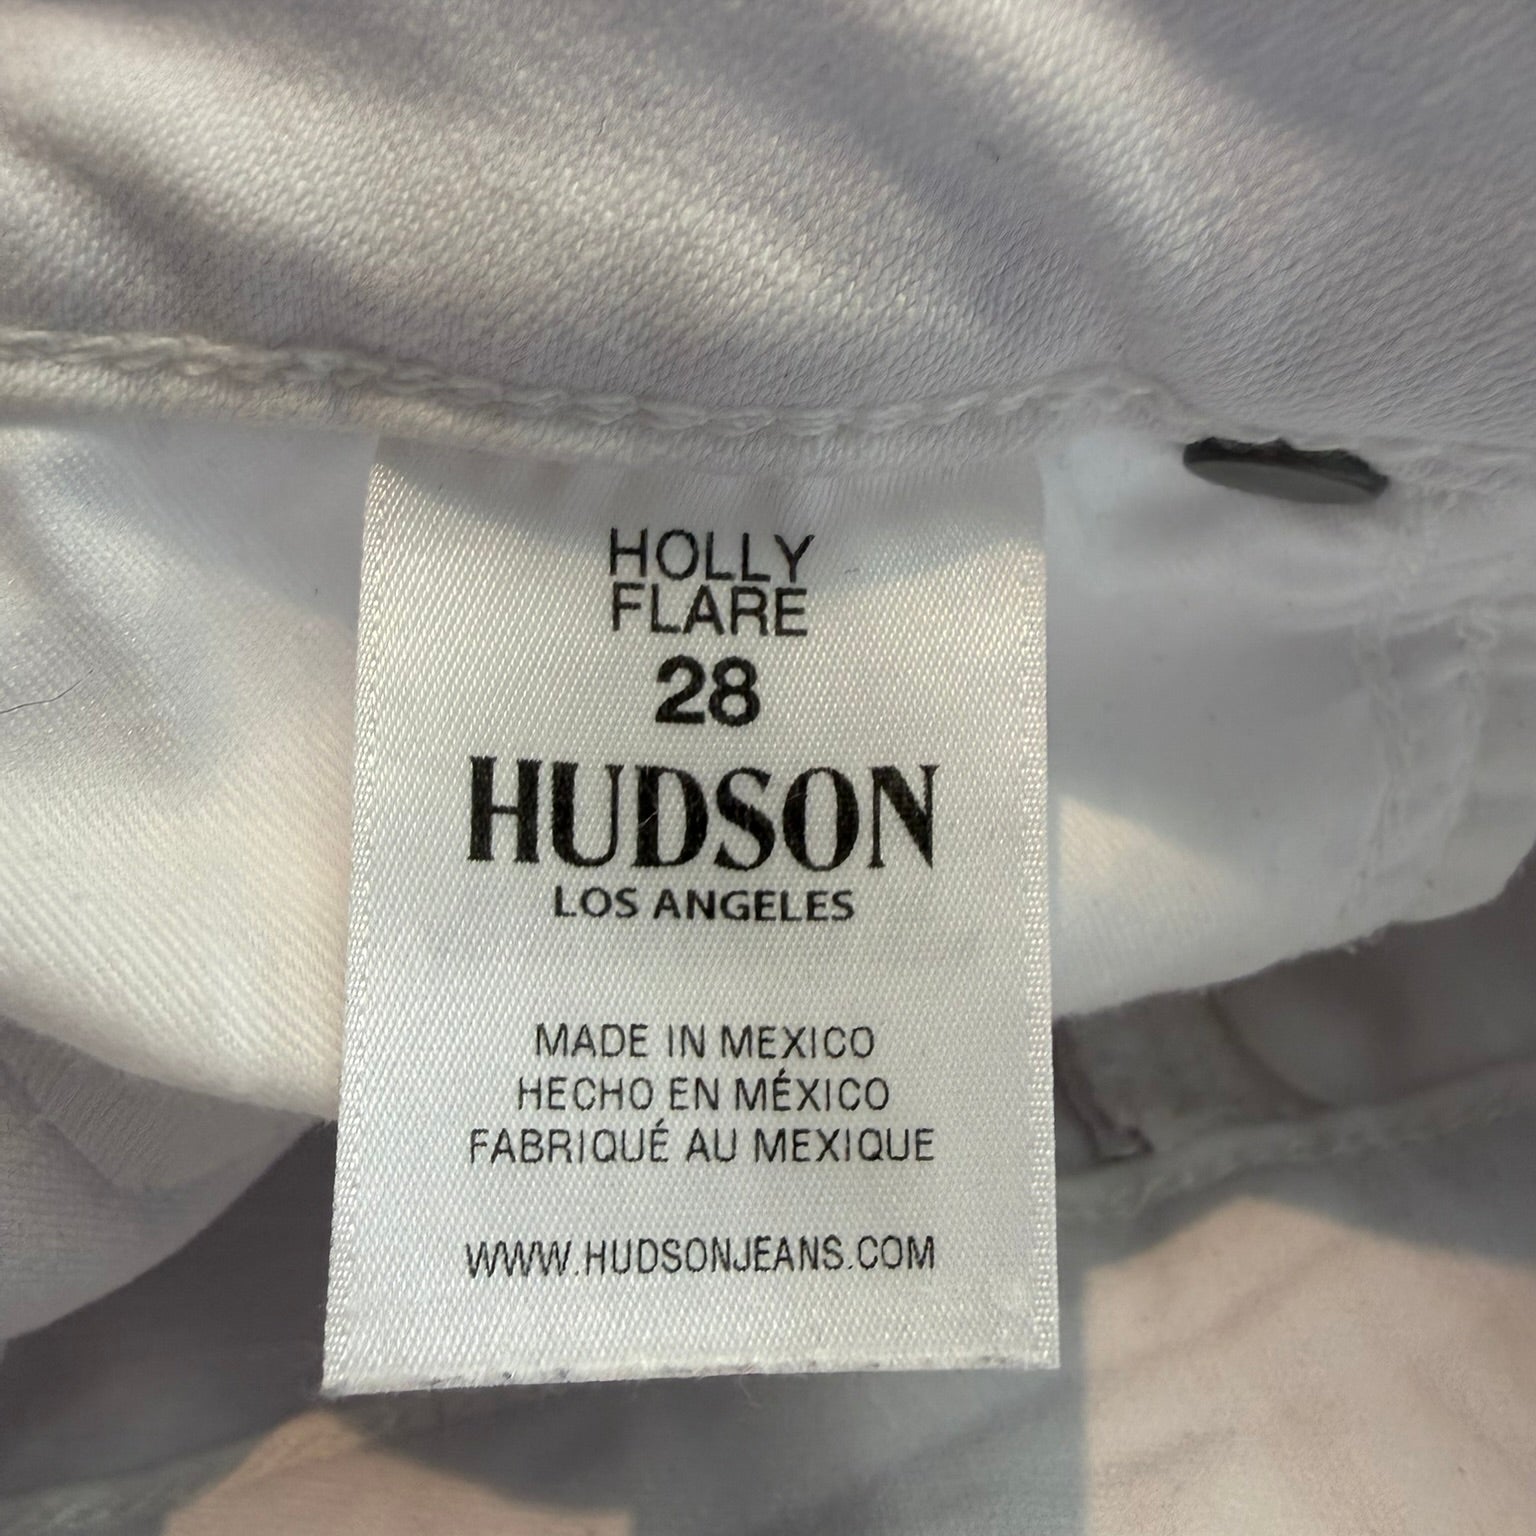 HOLLY
FLARE
28
HUDSON
LOS ANGELES
MADE IN MEXICO
HECHO EN MÉXICO
FABRIQUÉ AU MEXIQUE
WWW.HUDSONJEANS.COM